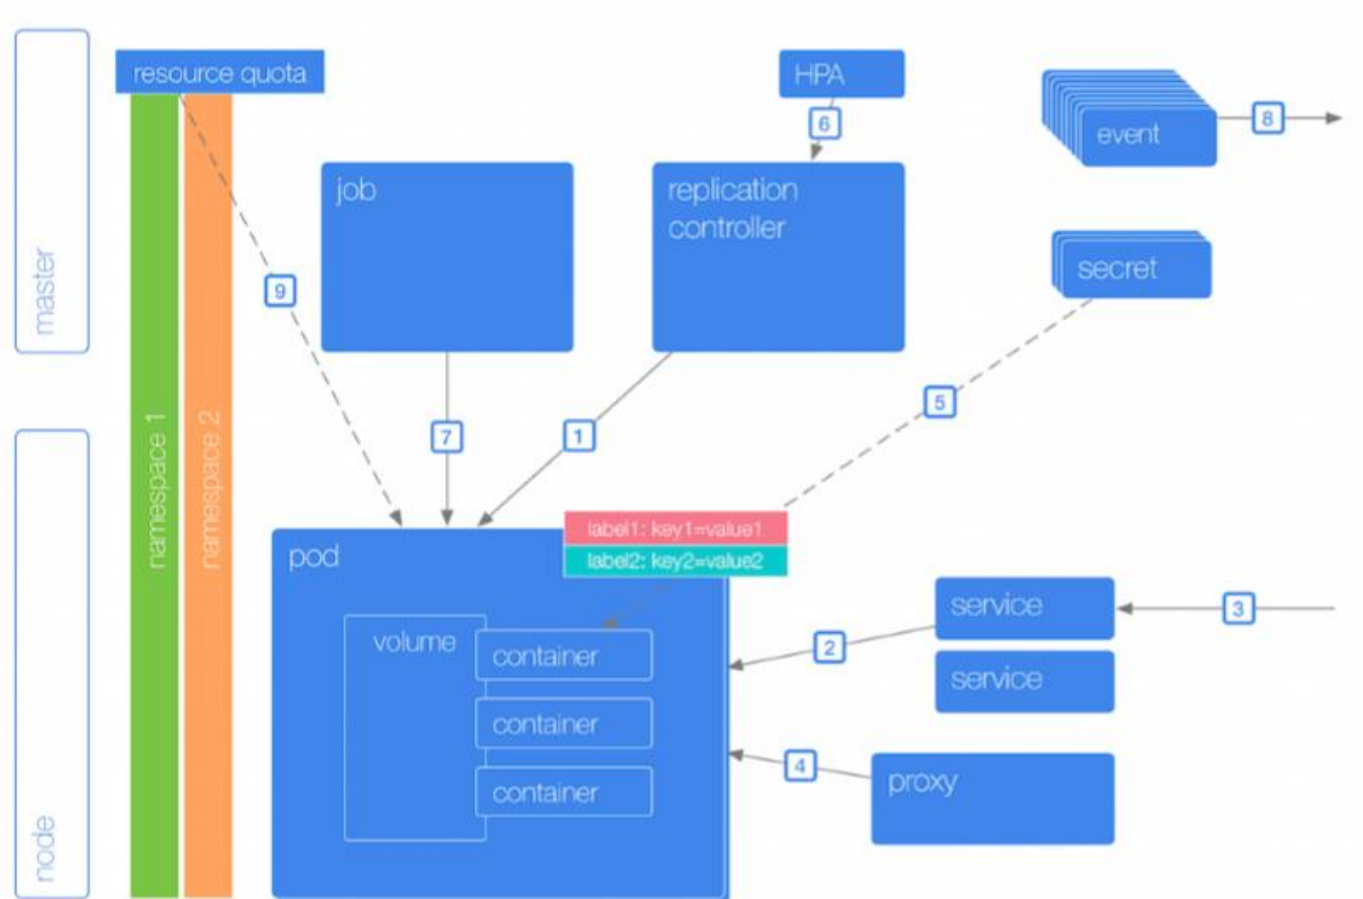 resource quota
HPA
6
event
8
job
replication
controller
secret
master
9
5
7
1
namespace 1
namespace 2
label1: key1=value1
label2: key2=value2
pod
service
3
volume
container
2
service
container
4
proxy
container
node